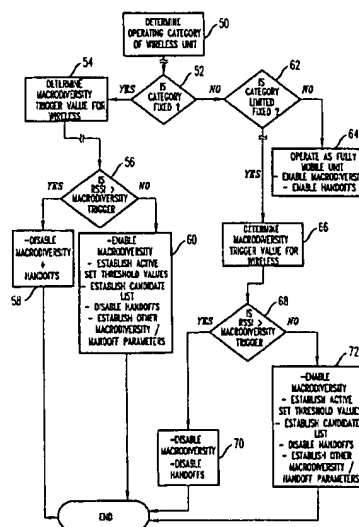 DETERMINE
OPERATING CATEGORY
OF WIRELESS UNIT
50
54
DETERMINE
MACRODIVERSITY
TRIGGER VALUE FOR
WIRELESS
YES
IS
CATEGORY
FIXED ?
52
NO
IS
CATEGORY
LIMITED
FIXED ?
62
NO
YES
64
OPERATE AS FULLY
MOBILE UNIT
- ENABLE MACRODIVERSI
- ENABLE HANDOFFS
56
IS
RSSI >
MACRODIVERSITY
TRIGGER
YES
NO
-DISABLE
MACRODIVERSITY
+
HANDOFFS
58
-ENABLE
MACRODIVERSITY
- ESTABLISH ACTIVE
SET THRESHOLD VALUES
- ESTABLISH CANDIDATE
LIST
- DISABLE HANDOFFS
- ESTABLISH OTHER
MACRODIVERSITY /
HANDOFF PARAMETERS
60
DETERMINE
MACRODIVERSITY
TRIGGER VALUE FOR
WIRELESS
66
68
IS
RSSI >
MACRODIVERSITY
TRIGGER
YES
NO
-DISABLE
MACRODIVERSITY
-DISABLE
HANDOFFS
70
72
-ENABLE
MACRODIVERSITY
- ESTABLISH ACTIVE
SET THRESHOLD VALUES
- ESTABLISH CANDIDATE
LIST
- DISABLE HANDOFFS
- ESTABLISH OTHER
MACRODIVERSITY /
HANDOFF PARAMETERS
END